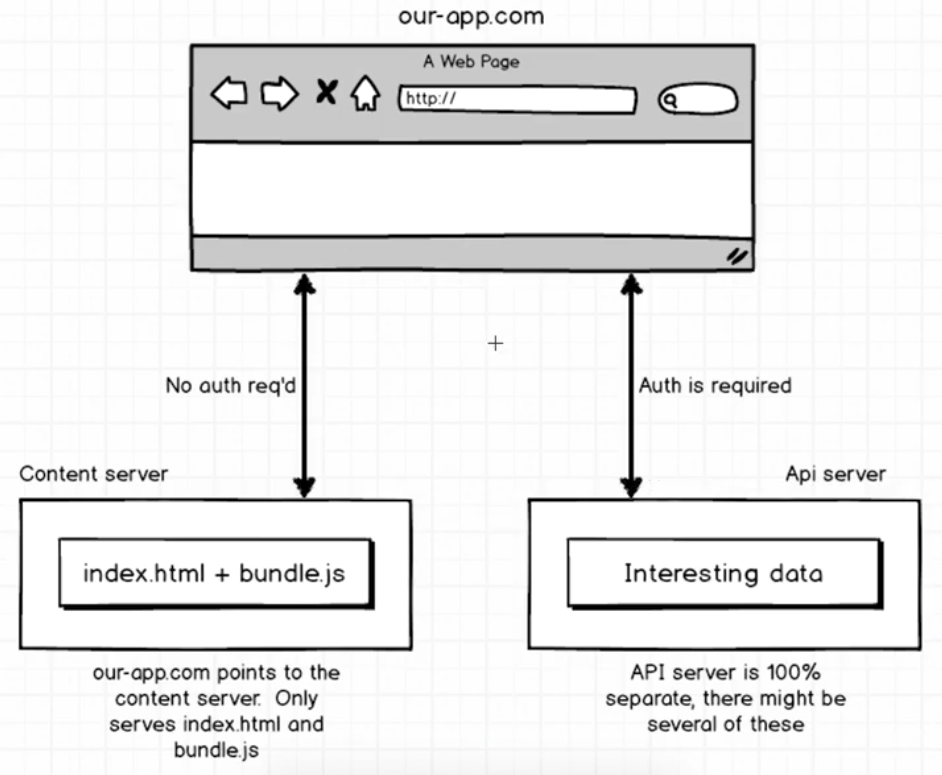 our-app.com
A Web Page
http://
No auth req'd
Auth is required
Content server
Api server
index.html + bundle.js
Interesting data
our-app.com points to the
content server. Only
serves index.html and
bundle.js
API server is 100%
separate, there might be
several of these